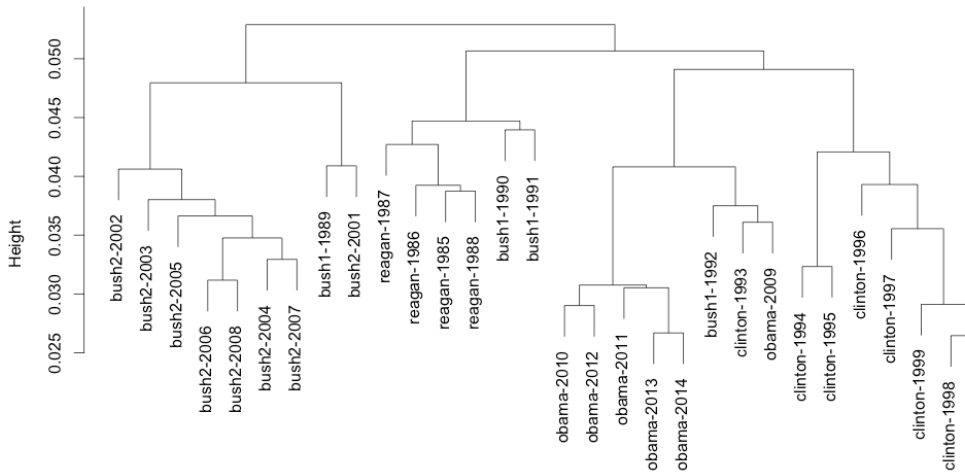 Height
0.050
0.045
0.040
0.035
0.030
0.025
bush2-2002
bush2-2003
bush2-2005
bush2-2006
bush2-2008
bush2-2004
bush2-2007
bush1-1989
bush2-2001
reagan-1987
reagan-1986
reagan-1985
reagan-1988
bush1-1990
bush1-1991
obama-2010
obama-2012
obama-2011
obama-2013
obama-2014
bush1-1992
clinton-1993
obama-2009
clinton-1994
clinton-1995
clinton-1996
clinton-1997
clinton-1999
clinton-1998